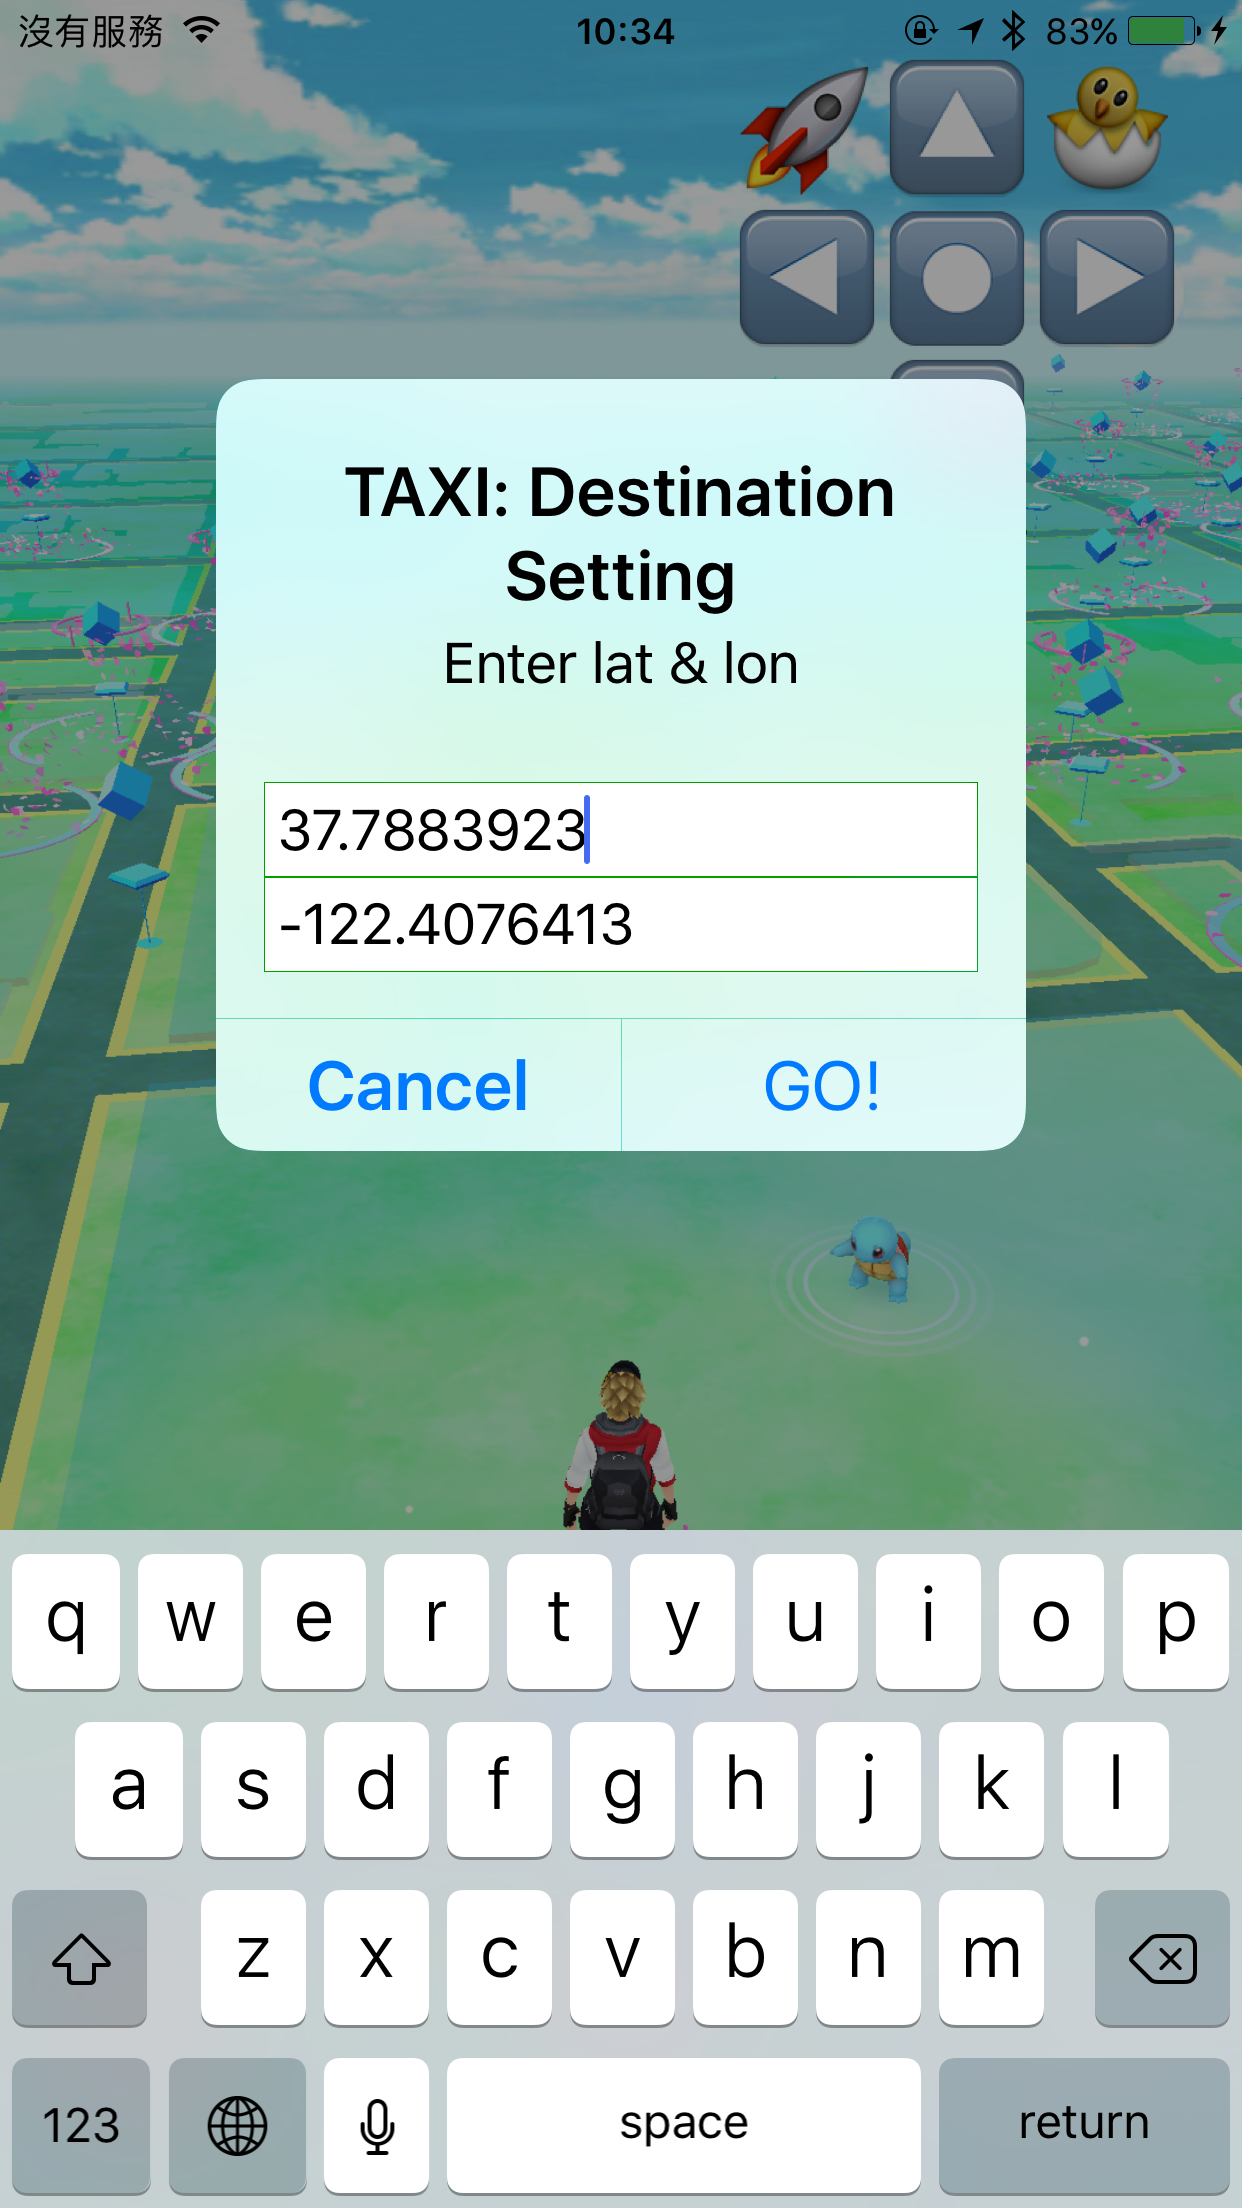 沒有服務 10:34 83%
TAXI: Destination
Setting
Enter lat & lon
37.7883923
-122.4076413
Cancel GO!
q w e r t y u i o p
a s d f g h j k l
z x c v b n m
123 space return